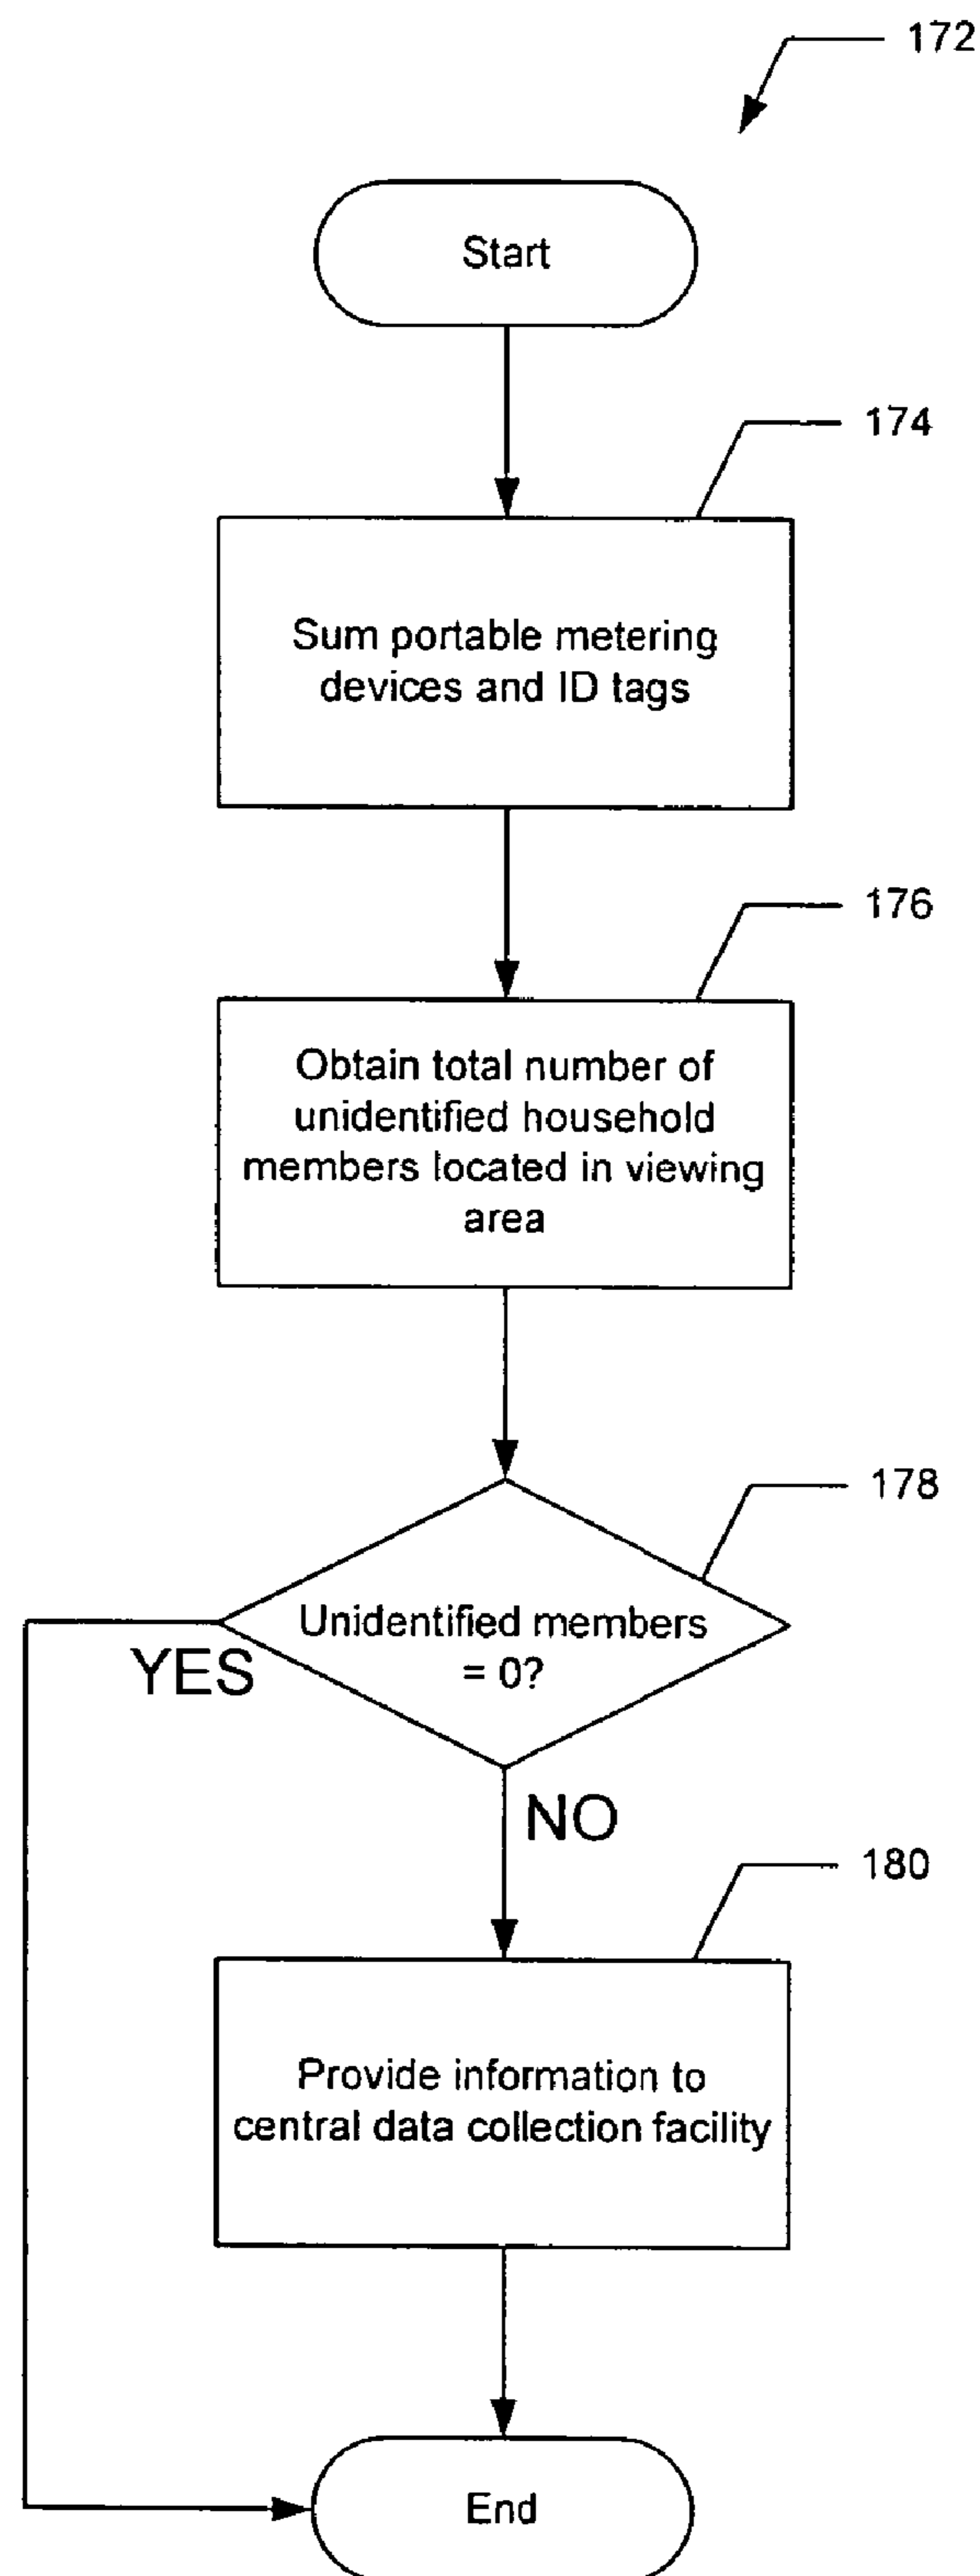 172
Start
174
Sum portable metering
devices and ID tags
176
Obtain total number of
unidentified household
members located in viewing
area
178
Unidentified members
= 0?
YES
NO
180
Provide information to
central data collection facility
End